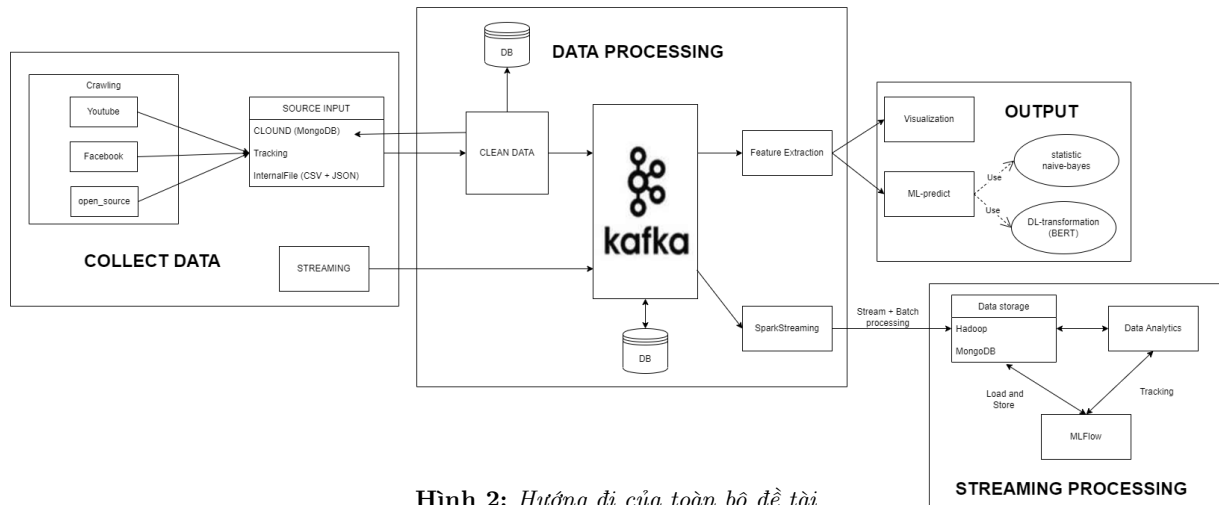 DB
DATA PROCESSING
Crawling
Youtube
Facebook
open_source
SOURCE INPUT
CLOUND (MongoDB)
Tracking
InternalFile (CSV + JSON)
COLLECT DATA
STREAMING
CLEAN DATA
kafka
DB
Feature Extraction
SparkStreaming
Visualization
OUTPUT
ML-predict
Use
Use
statistic
naive-bayes
DL-transformation
(BERT)
Stream + Batch
processing
Data storage
Hadoop
MongoDB
Data Analytics
Load and
Store
Tracking
MLFlow
STREAMING PROCESSING
Hình 2: Hướng đi của toàn bộ đề tài